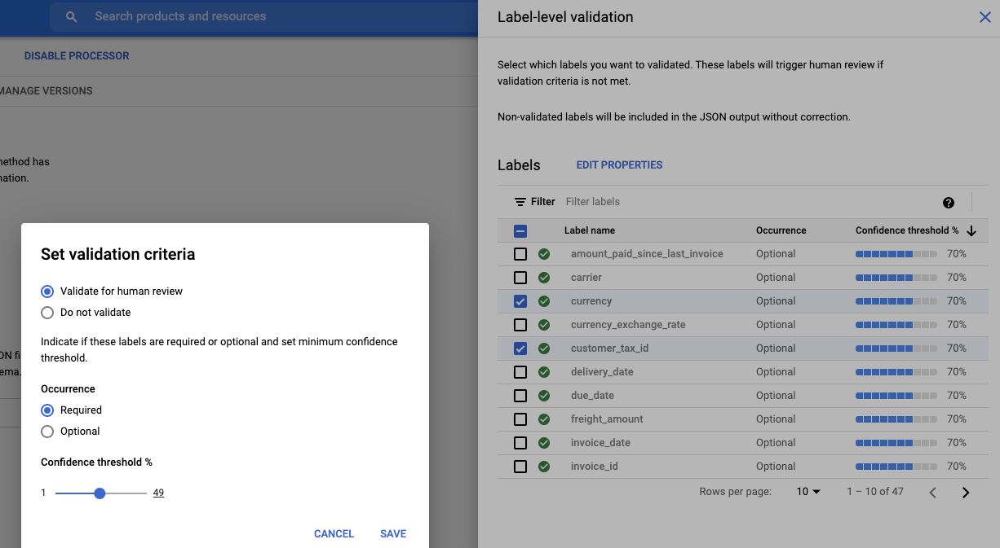 Search products and resources
DISABLE PROCESSOR
MANAGE VERSIONS
method has
nation.
ON fi
ema.
Set validation criteria
Validate for human review
Do not validate
Indicate if these labels are required or optional and set minimum confidence
threshold.
Occurrence
Required
Optional
Confidence threshold %
1 49
CANCEL SAVE
Label-level validation
Select which labels you want to validated. These labels will trigger human review if
validation criteria is not met.
Non-validated labels will be included in the JSON output without correction.
Labels EDIT PROPERTIES
Filter Filter labels
Label name Occurrence Confidence threshold %
amount_paid_since_last_invoice Optional 70%
carrier Optional 70%
currency Optional 70%
currency_exchange_rate Optional 70%
customer_tax_id Optional 70%
delivery_date Optional 70%
due_date Optional 70%
freight_amount Optional 70%
invoice_date Optional 70%
invoice_id Optional 70%
Rows per page: 10 1 – 10 of 47